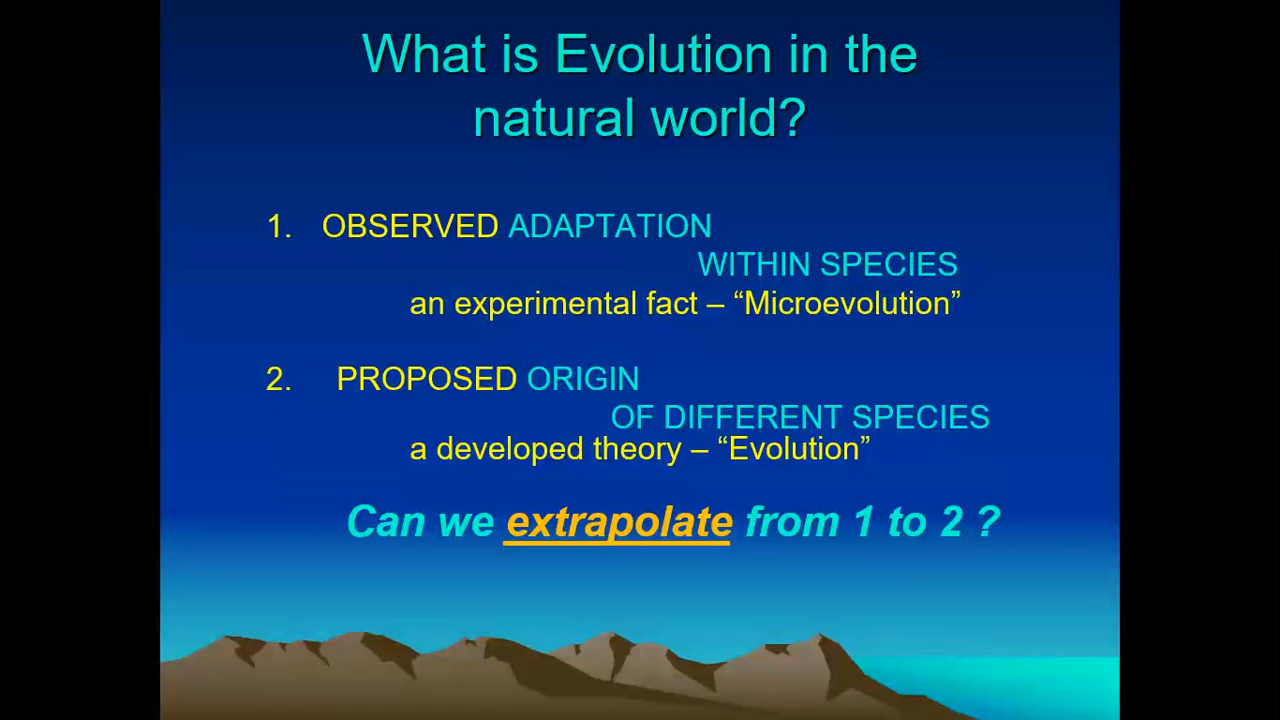 What is Evolution in the
natural world?
1. OBSERVED ADAPTATION
WITHIN SPECIES
an experimental fact – “Microevolution”
2. PROPOSED ORIGIN
OF DIFFERENT SPECIES
a developed theory – “Evolution”
Can we extrapolate from 1 to 2 ?